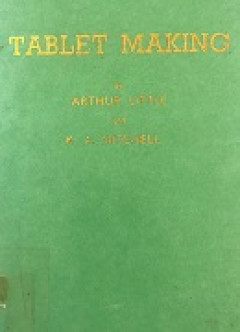 TABLET MAKING
BY
ARTHUR LITTLE
AND
K. A. MITCHELL